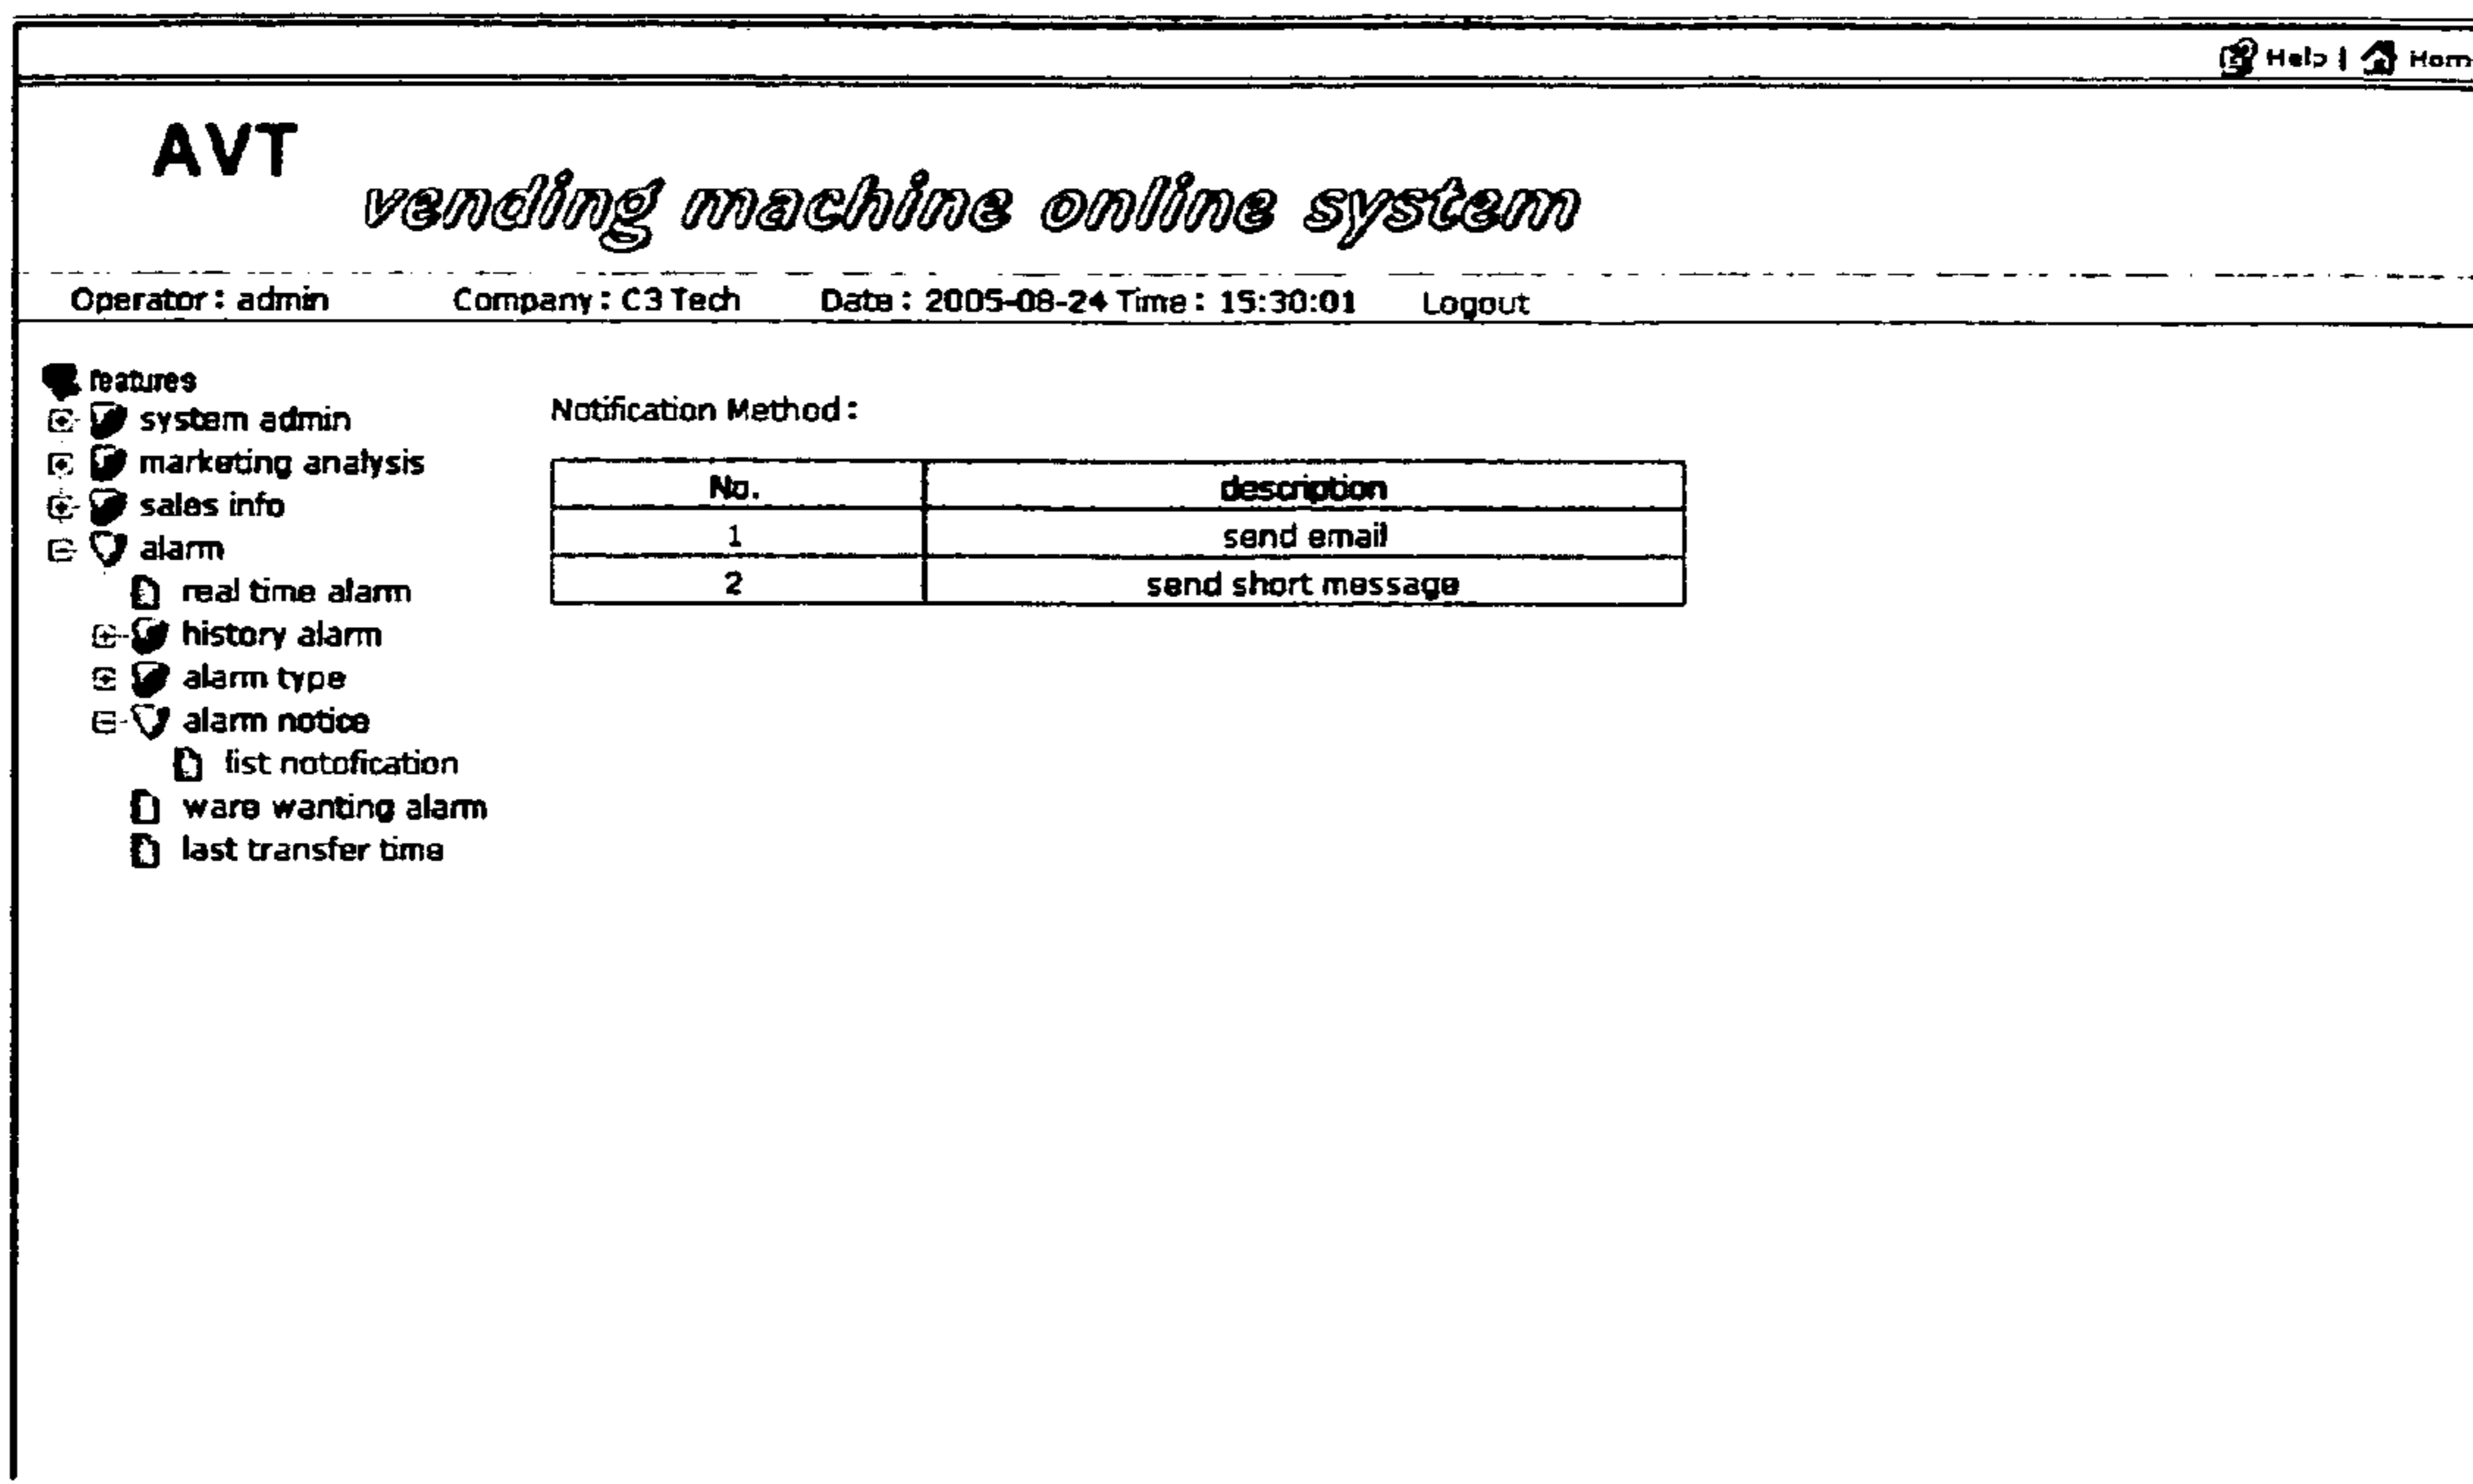 Help | Hom
AVT
vending machine online system
Operator : admin Company : C3 Tech Date : 2005-08-24 Time : 15:30:01 Logout
features
system admin
marketing analysis
sales info
alarm
real time alarm
history alarm
alarm type
alarm notice
list notofication
ware wanting alarm
last transfer time
Notification Method :
No. description
1 send email
2 send short message